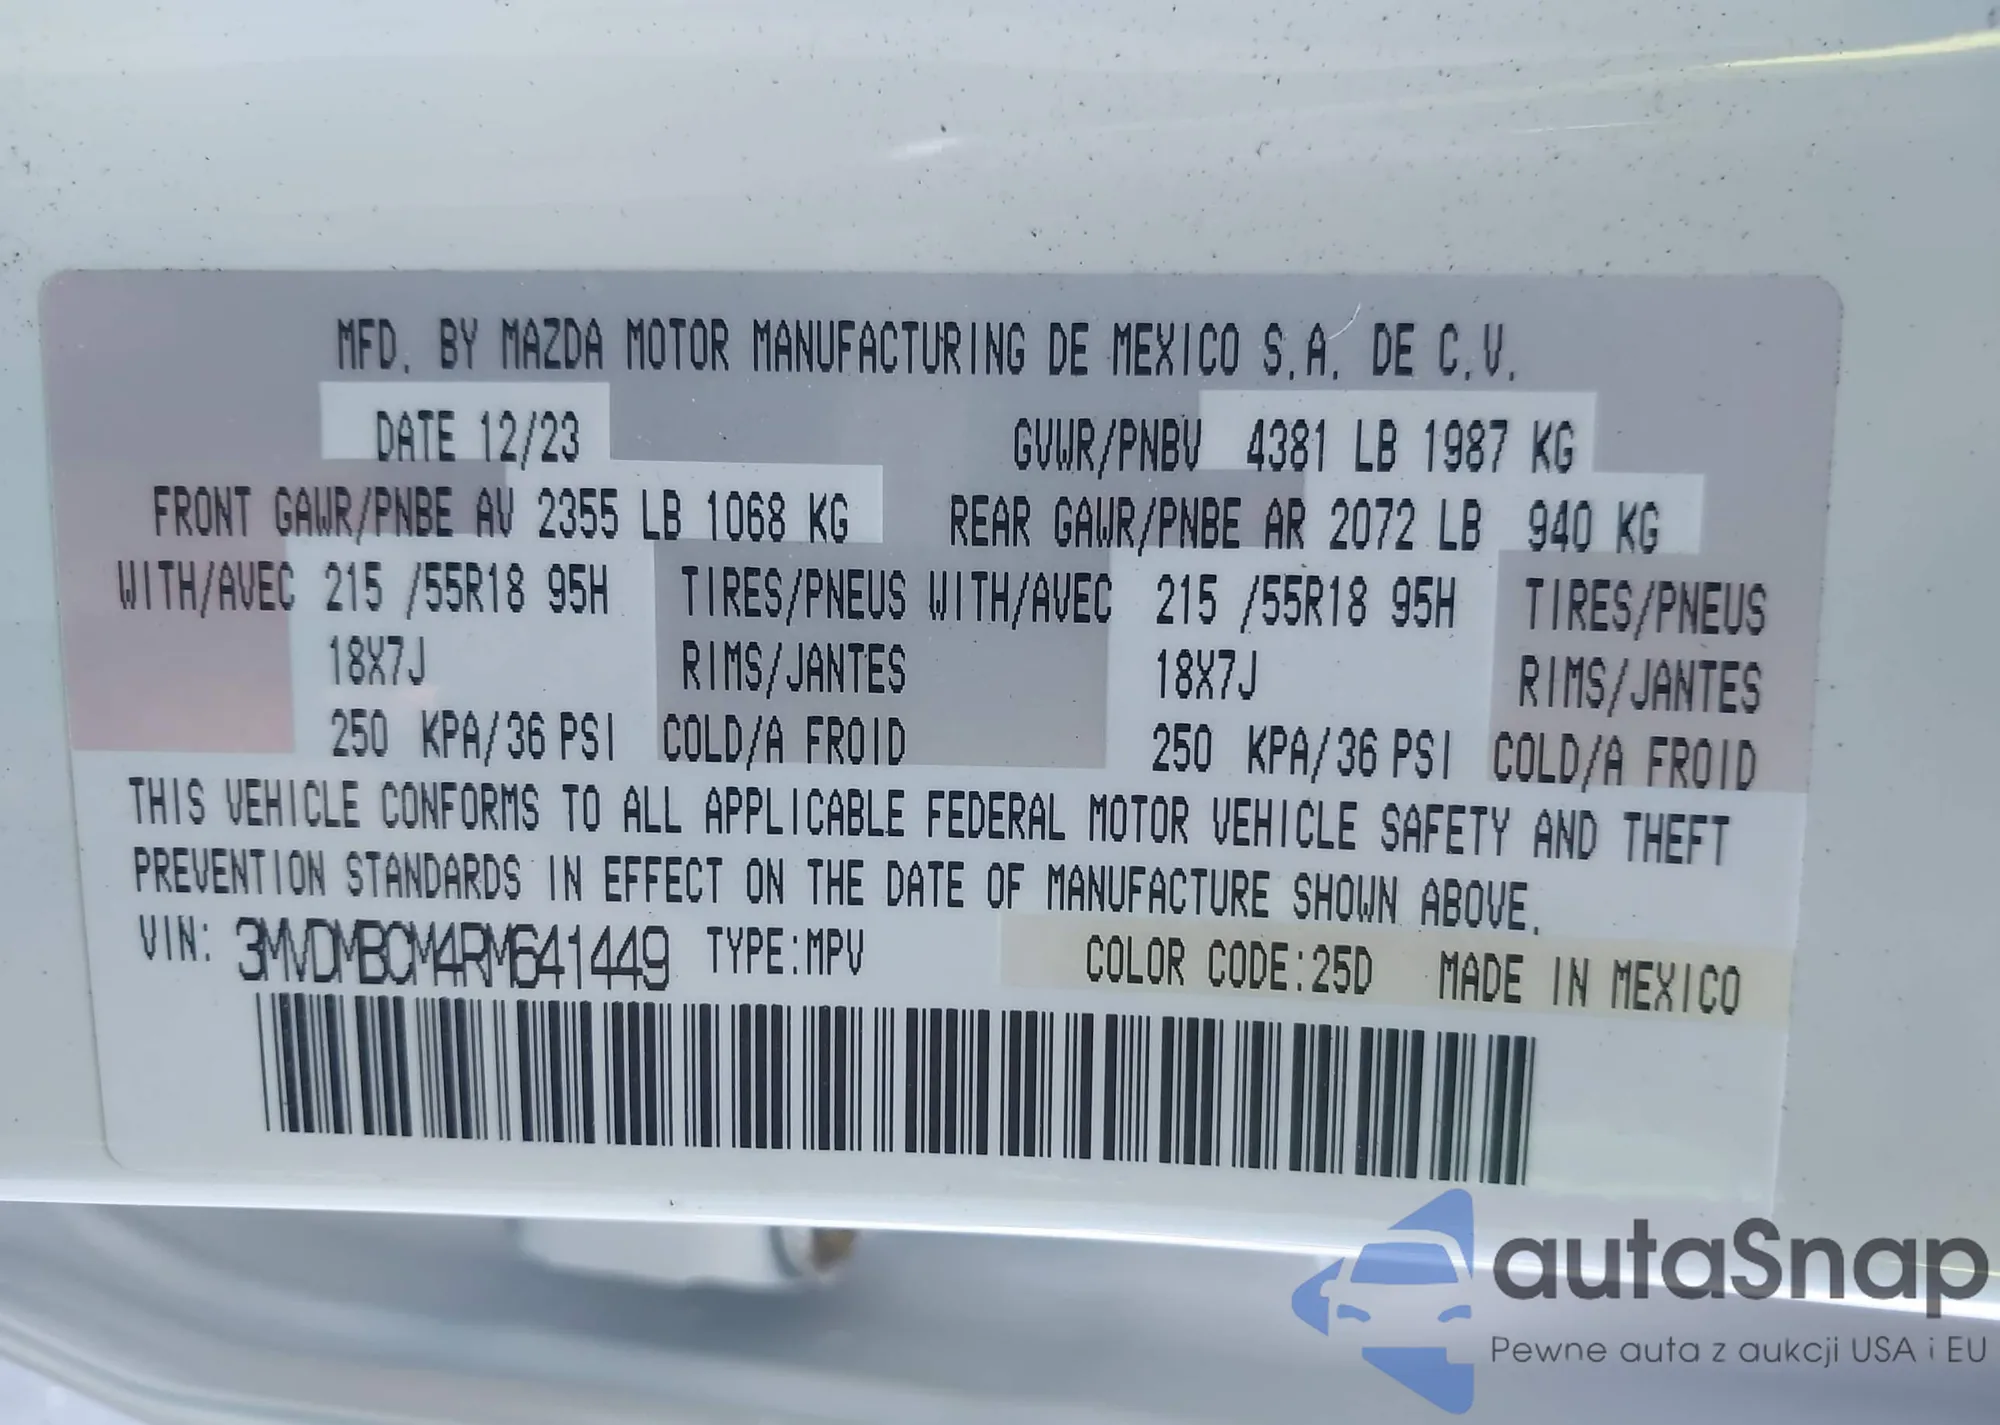 MFD. BY MAZDA MOTOR MANUFACTURING DE MEXICO S.A. DE C.V.
DATE 12/23 GVWR/PNBV 4381 LB 1987 KG
FRONT GAWR/PNBE AV 2355 LB 1068 KG REAR GAWR/PNBE AR 2072 LB 940 KG
WITH/AVEC 215 /55R18 95H TIRES/PNEUS WITH/AVEC 215 /55R18 95H TIRES/PNEUS
18X7J RIMS/JANTES 18X7J RIMS/JANTES
250 KPA/36 PSI COLD/A FROID 250 KPA/36 PSI COLD/A FROID
THIS VEHICLE CONFORMS TO ALL APPLICABLE FEDERAL MOTOR VEHICLE SAFETY AND THEFT
PREVENTION STANDARDS IN EFFECT ON THE DATE OF MANUFACTURE SHOWN ABOVE.
VIN: 3MVDMBCM4RM641449 TYPE:MPV COLOR CODE:25D MADE IN MEXICO
autaSnap
Pewne auta z aukcji USA i EU